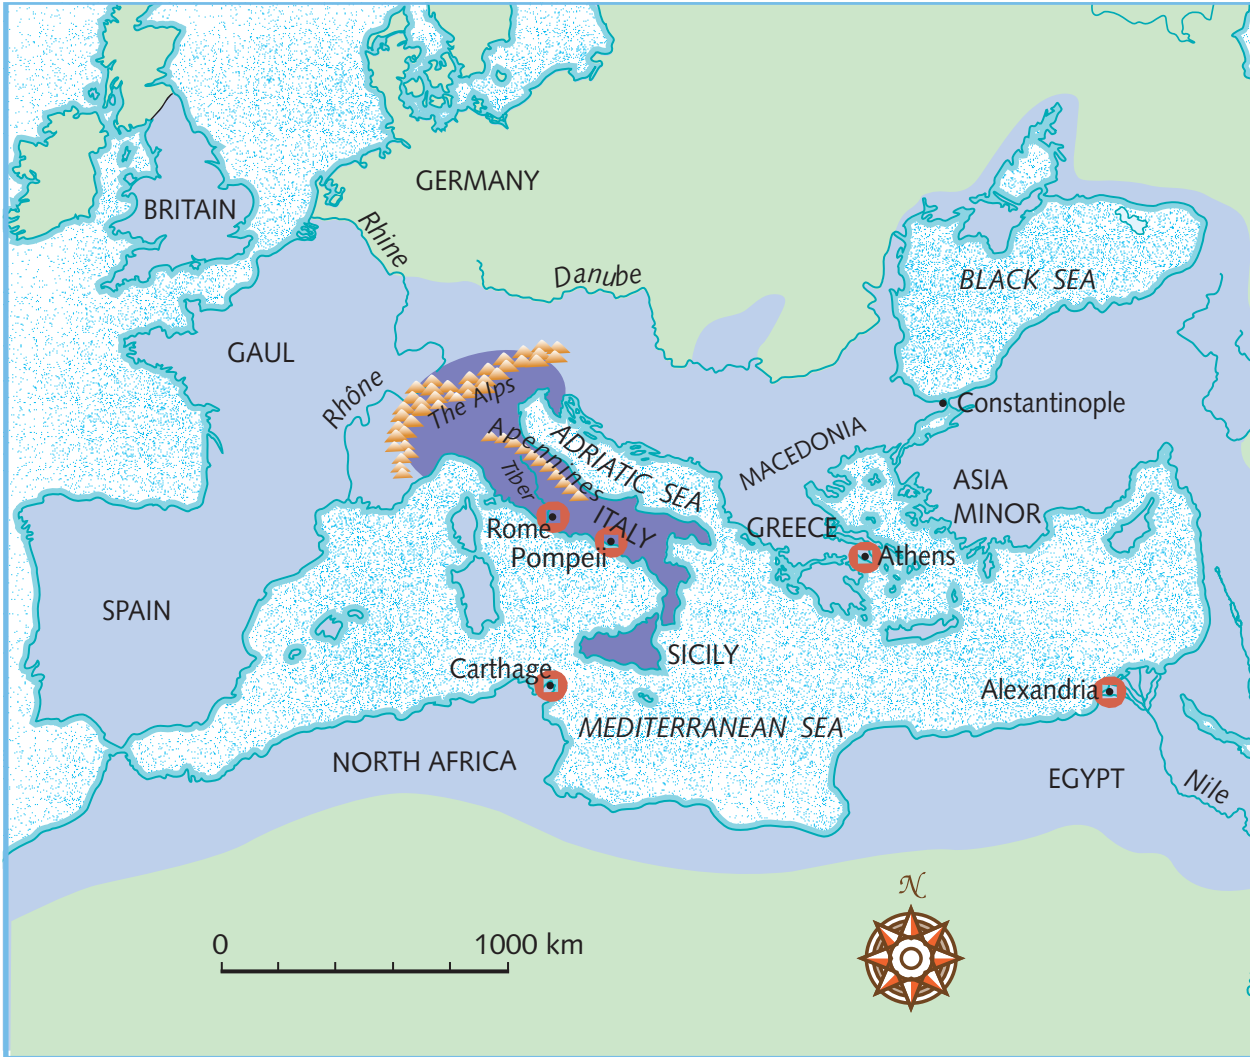 GERMANY
BRITAIN
Rhine
Danube
BLACK SEA
GAUL
Rhône
The Alps
Constantinople
Apennines
ADRIATIC SEA
MACEDONIA
Tiber
ASIA
MINOR
ITALY
Rome
GREECE
Pompeii
Athens
SPAIN
SICILY
Carthage
Alexandria
MEDITERRANEAN SEA
NORTH AFRICA
EGYPT
Nile
N
0 1000 km